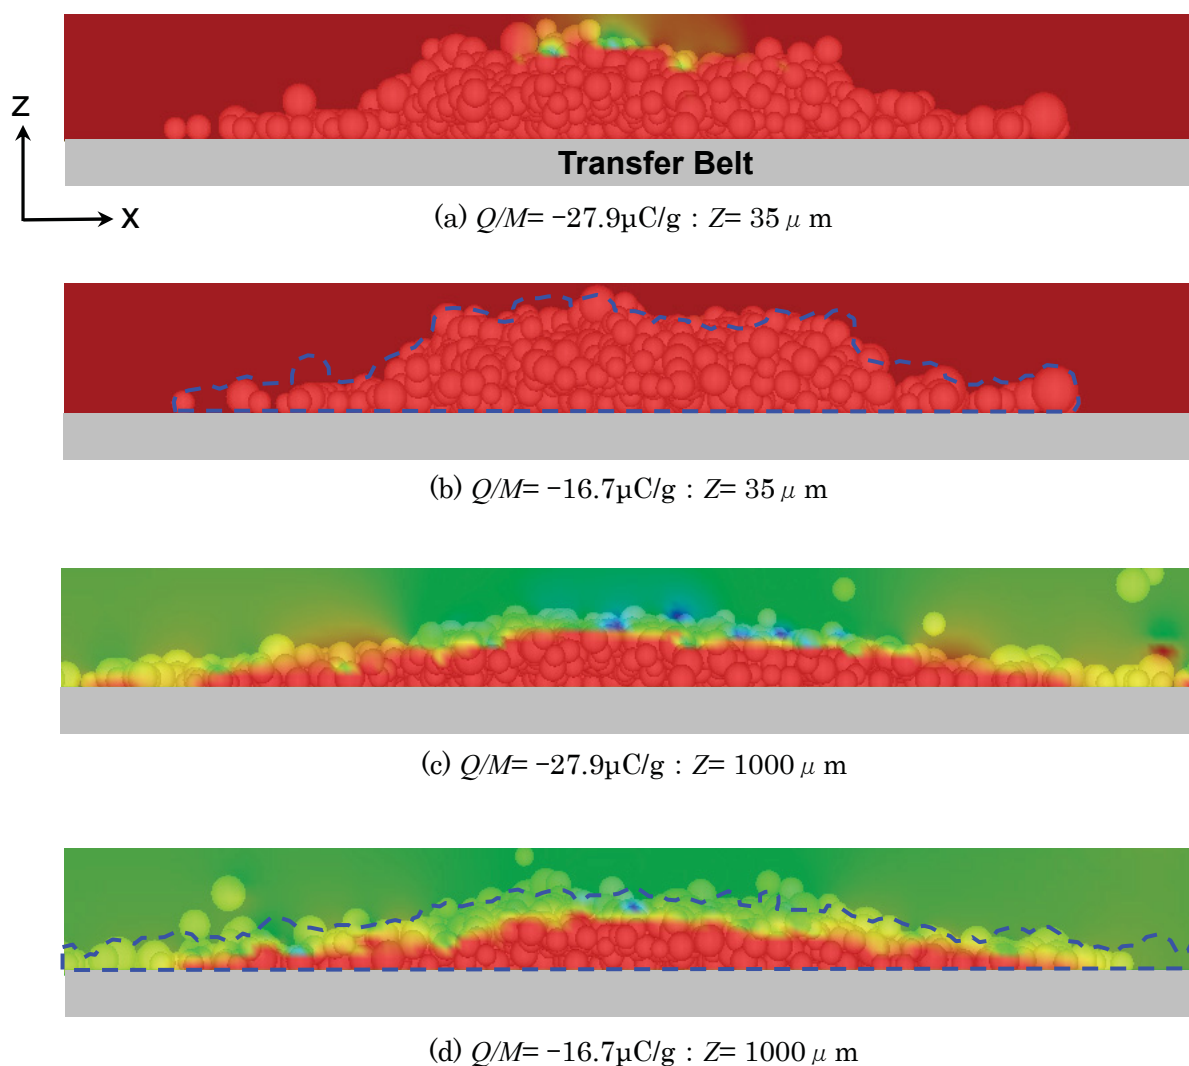 Z
Transfer Belt
X
(a) Q/M= −27.9μC/g : Z= 35 μ m
(b) Q/M= −16.7μC/g : Z= 35 μ m
(c) Q/M= −27.9μC/g : Z= 1000 μ m
(d) Q/M= −16.7μC/g : Z= 1000 μ m